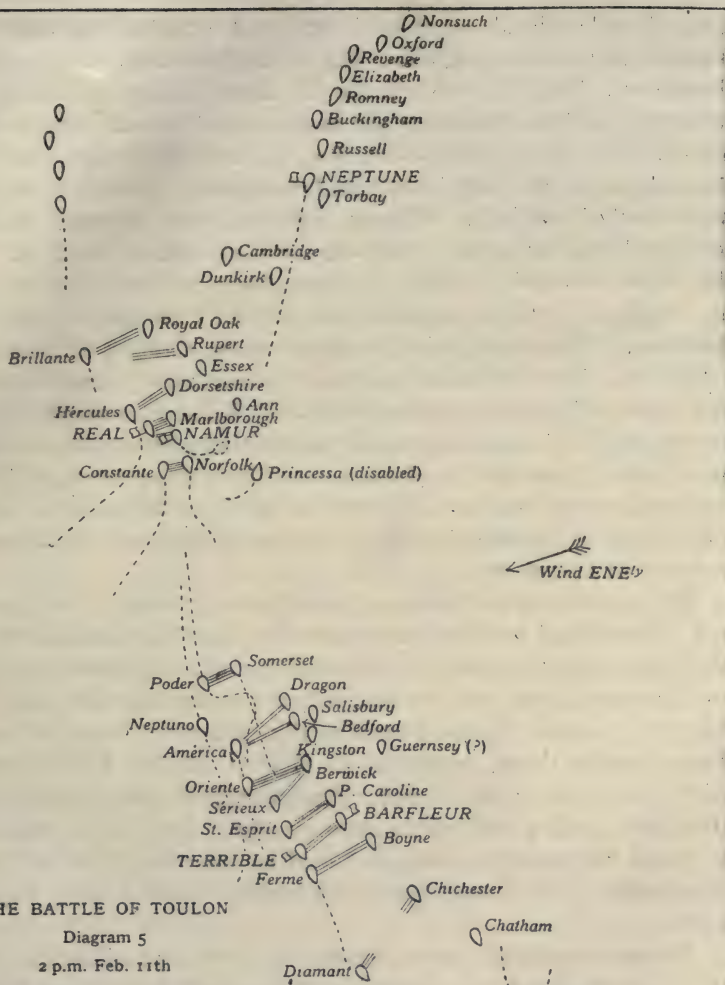 Nonsuch
Oxford
Revenge
Elizabeth
Romney
Buckingham
Russell
NEPTUNE
Torbay
Cambridge
Dunkirk
Royal Oak
Brillante
Rupert
Essex
Dorsetshire
Ann
Hércules
Marlborough
REAL
NAMUR
Constante
Norfolk
Princessa (disabled)
Wind ENEly
Somerset
Poder
Dragon
Salisbury
Neptuno
Bedford
América
Kingston
Guernsey (?)
Berwick
Oriente
P. Caroline
Sérieux
BARFLEUR
St. Esprit
Boyne
TERRIBLE
Ferme
Chichester
HE BATTLE OF TOULON
Chatham
Diagram 5
2 p.m. Feb. 11th
Diamant